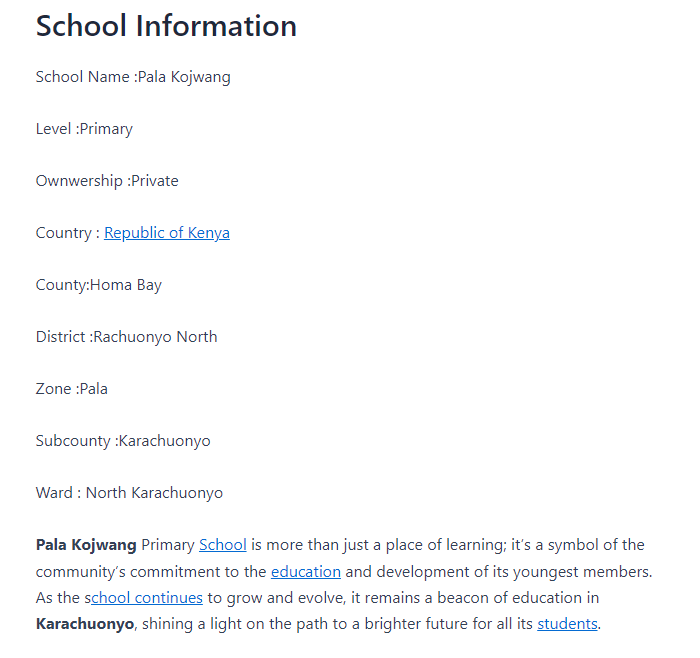 School Information
School Name :Pala Kojwang
Level :Primary
Ownwership :Private
Country : Republic of Kenya
County:Homa Bay
District :Rachuonyo North
Zone :Pala
Subcounty :Karachuonyo
Ward : North Karachuonyo
Pala Kojwang Primary School is more than just a place of learning; it’s a symbol of the
community’s commitment to the education and development of its youngest members.
As the school continues to grow and evolve, it remains a beacon of education in
Karachuonyo, shining a light on the path to a brighter future for all its students.